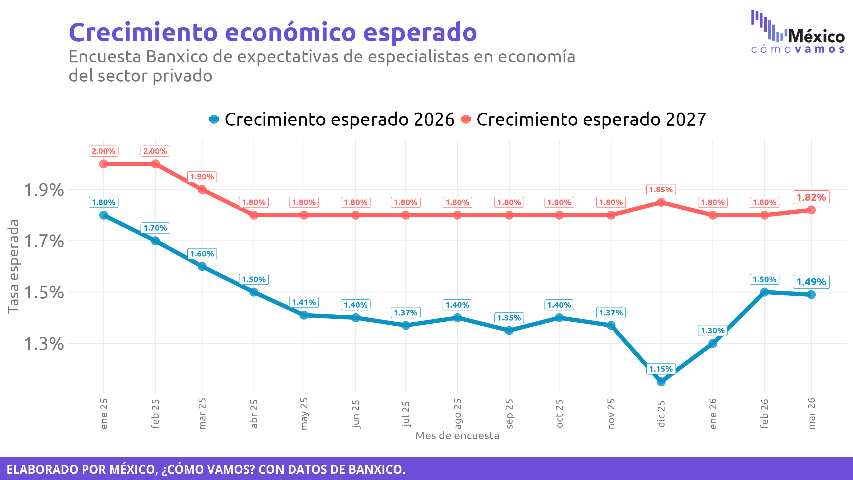 Crecimiento económico esperado
Encuesta Banxico de expectativas de especialistas en economía
del sector privado
México
cómovamos
Crecimiento esperado 2026
Crecimiento esperado 2027
2.00%
2.00%
1.90%
1.80%
1.80%
1.80%
1.80%
1.80%
1.80%
1.80%
1.80%
1.85%
1.80%
1.80%
1.82%
1.80%
1.70%
1.60%
1.50%
1.41%
1.40%
1.37%
1.40%
1.35%
1.40%
1.37%
1.15%
1.30%
1.50%
1.49%
Tasa esperada
1.9%
1.7%
1.5%
1.3%
ene 25
feb 25
mar 25
abr 25
may 25
jun 25
jul 25
ago 25
sep 25
oct 25
nov 25
dic 25
ene 26
feb 26
mar 26
Mes de encuesta
ELABORADO POR MÉXICO, ¿CÓMO VAMOS? CON DATOS DE BANXICO.